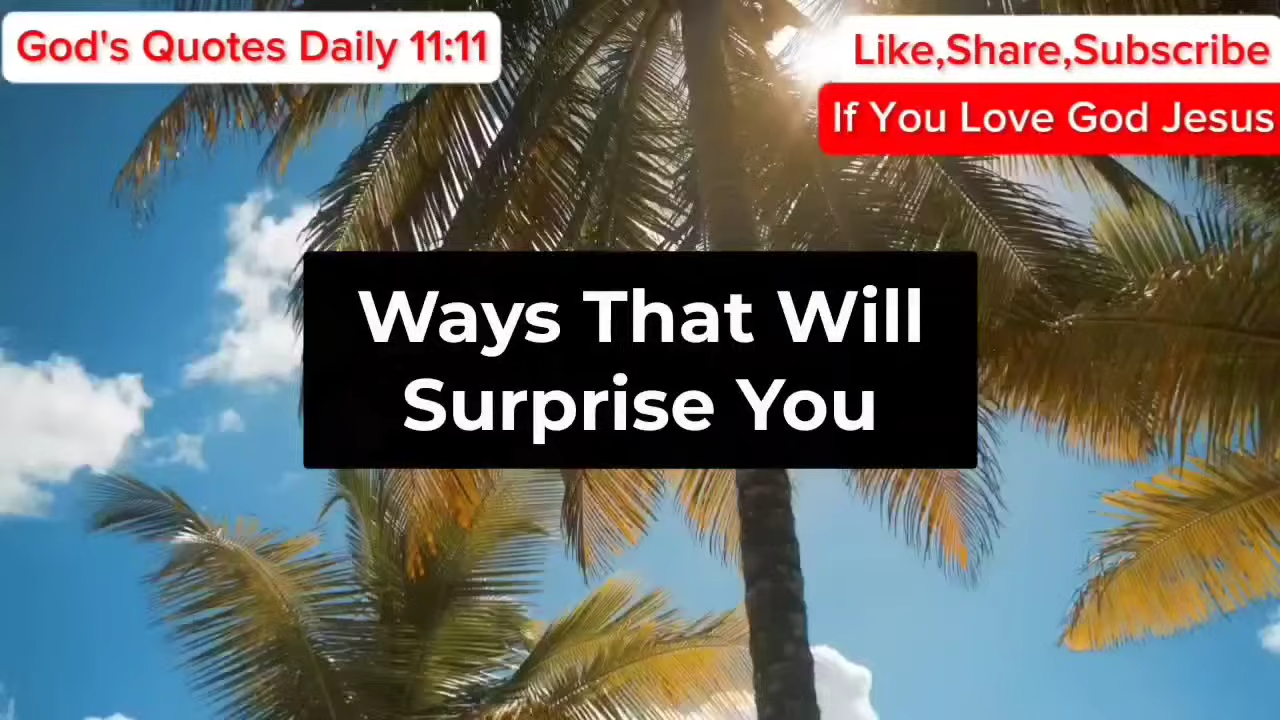 God's Quotes Daily 11:11
Like,Share,Subscribe
If You Love God Jesus
Ways That Will
Surprise You